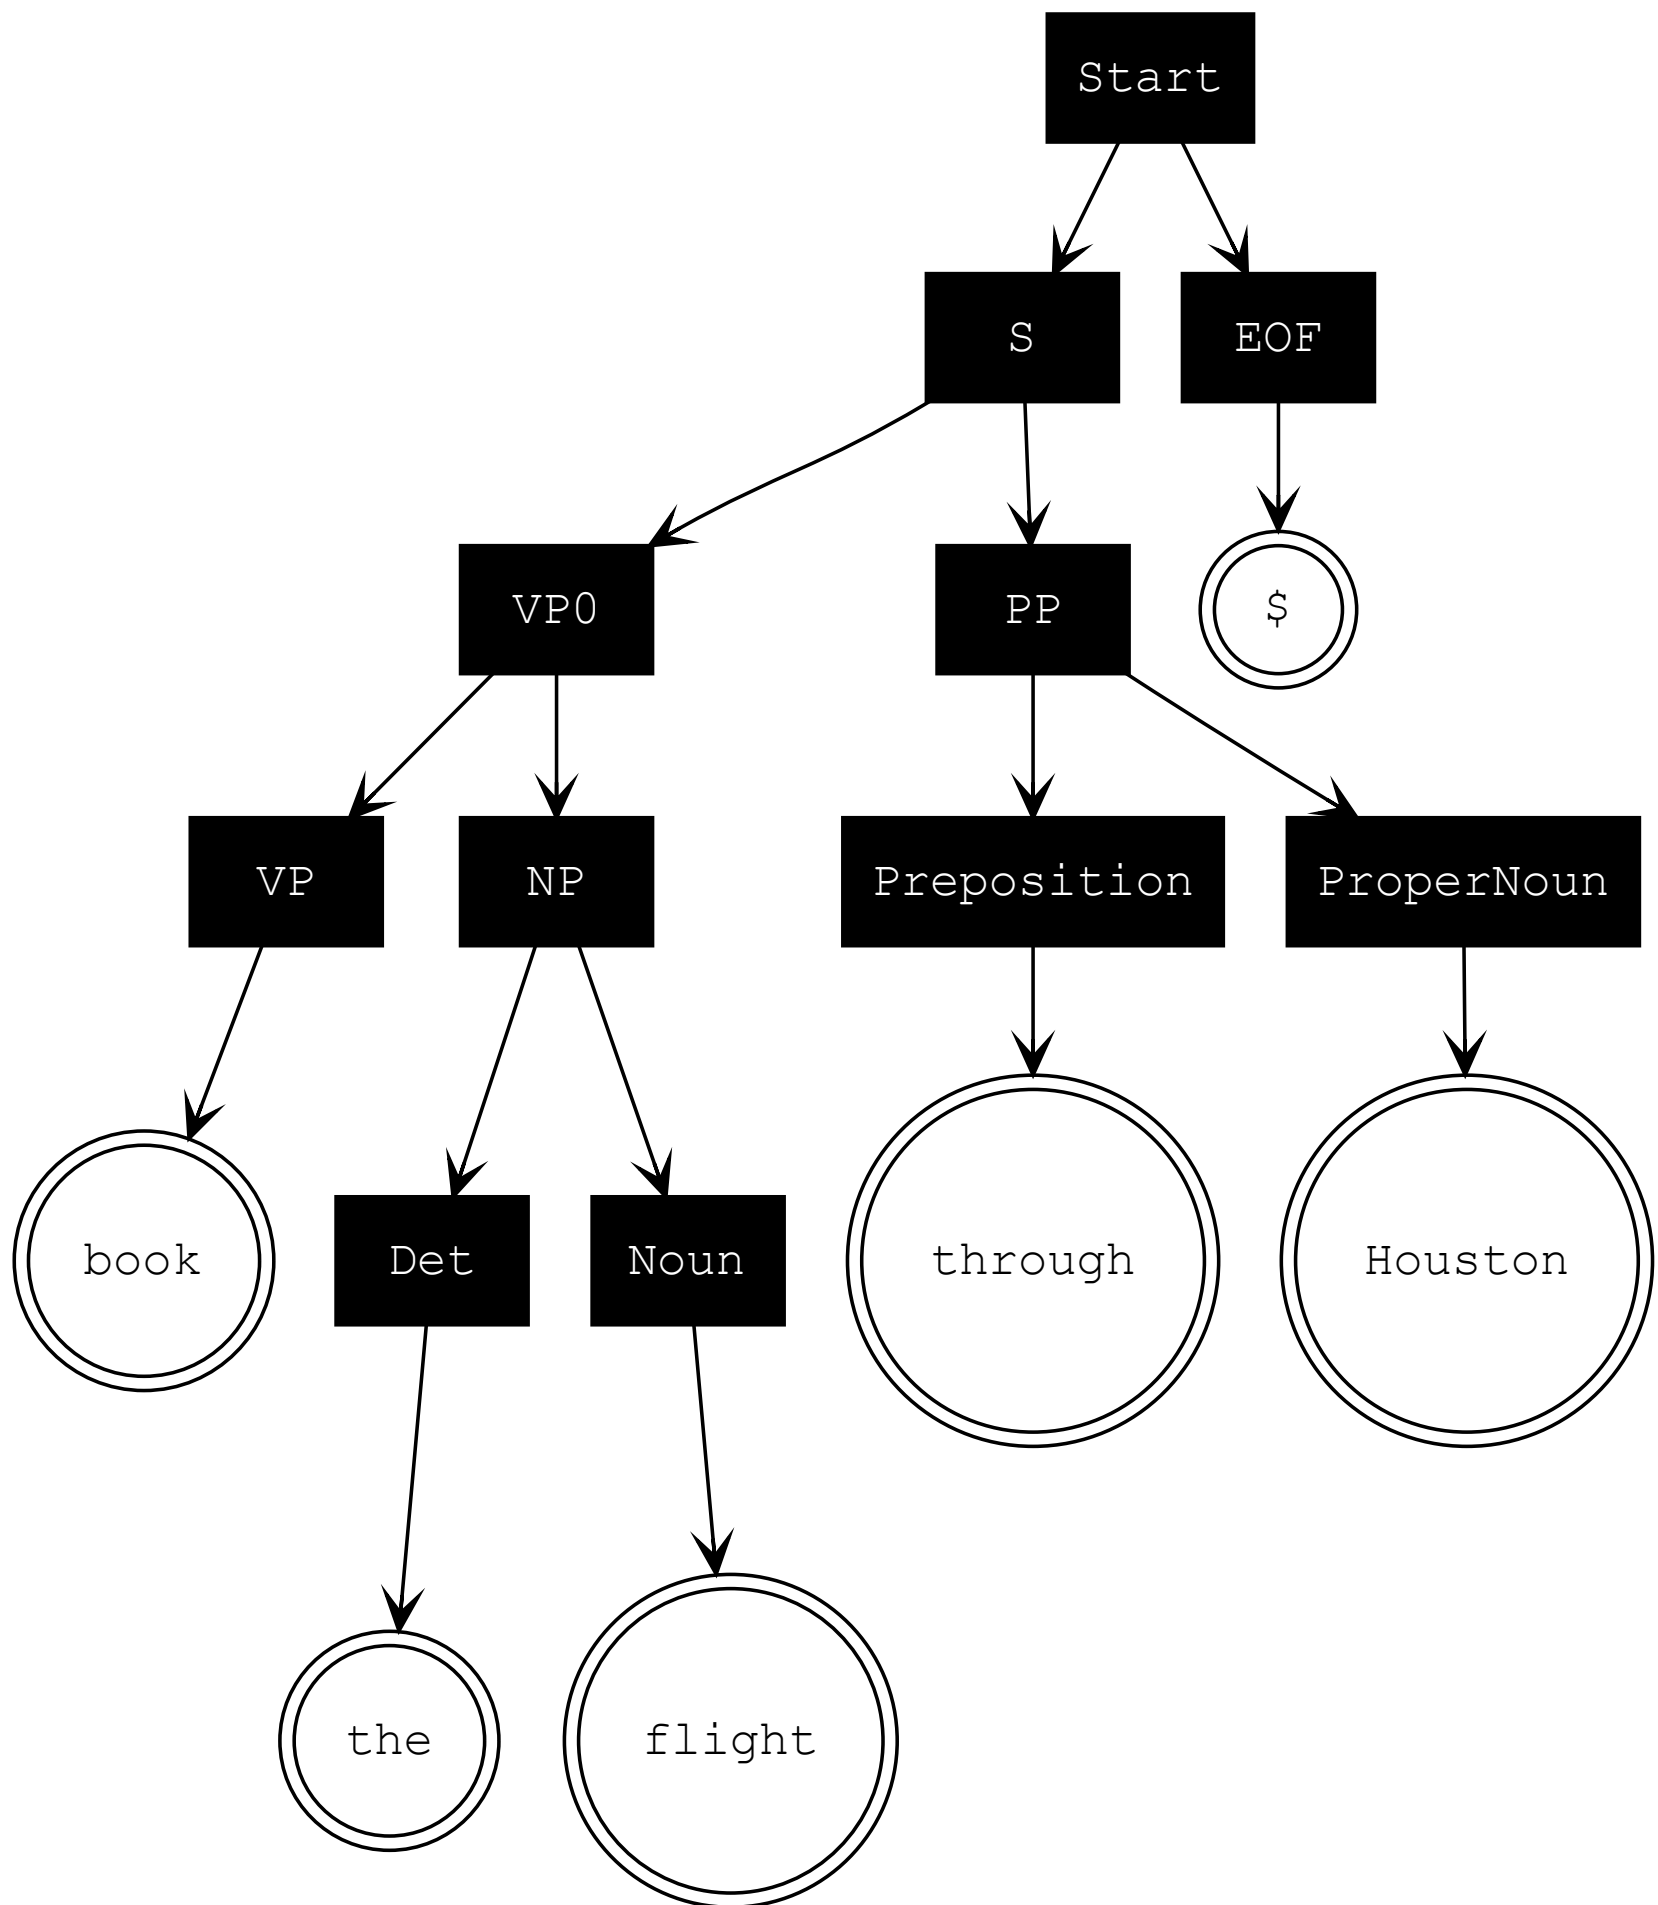 Start
S
EOF
VP0
PP
$
VP
NP
Preposition
ProperNoun
book
Det
Noun
through
Houston
the
flight